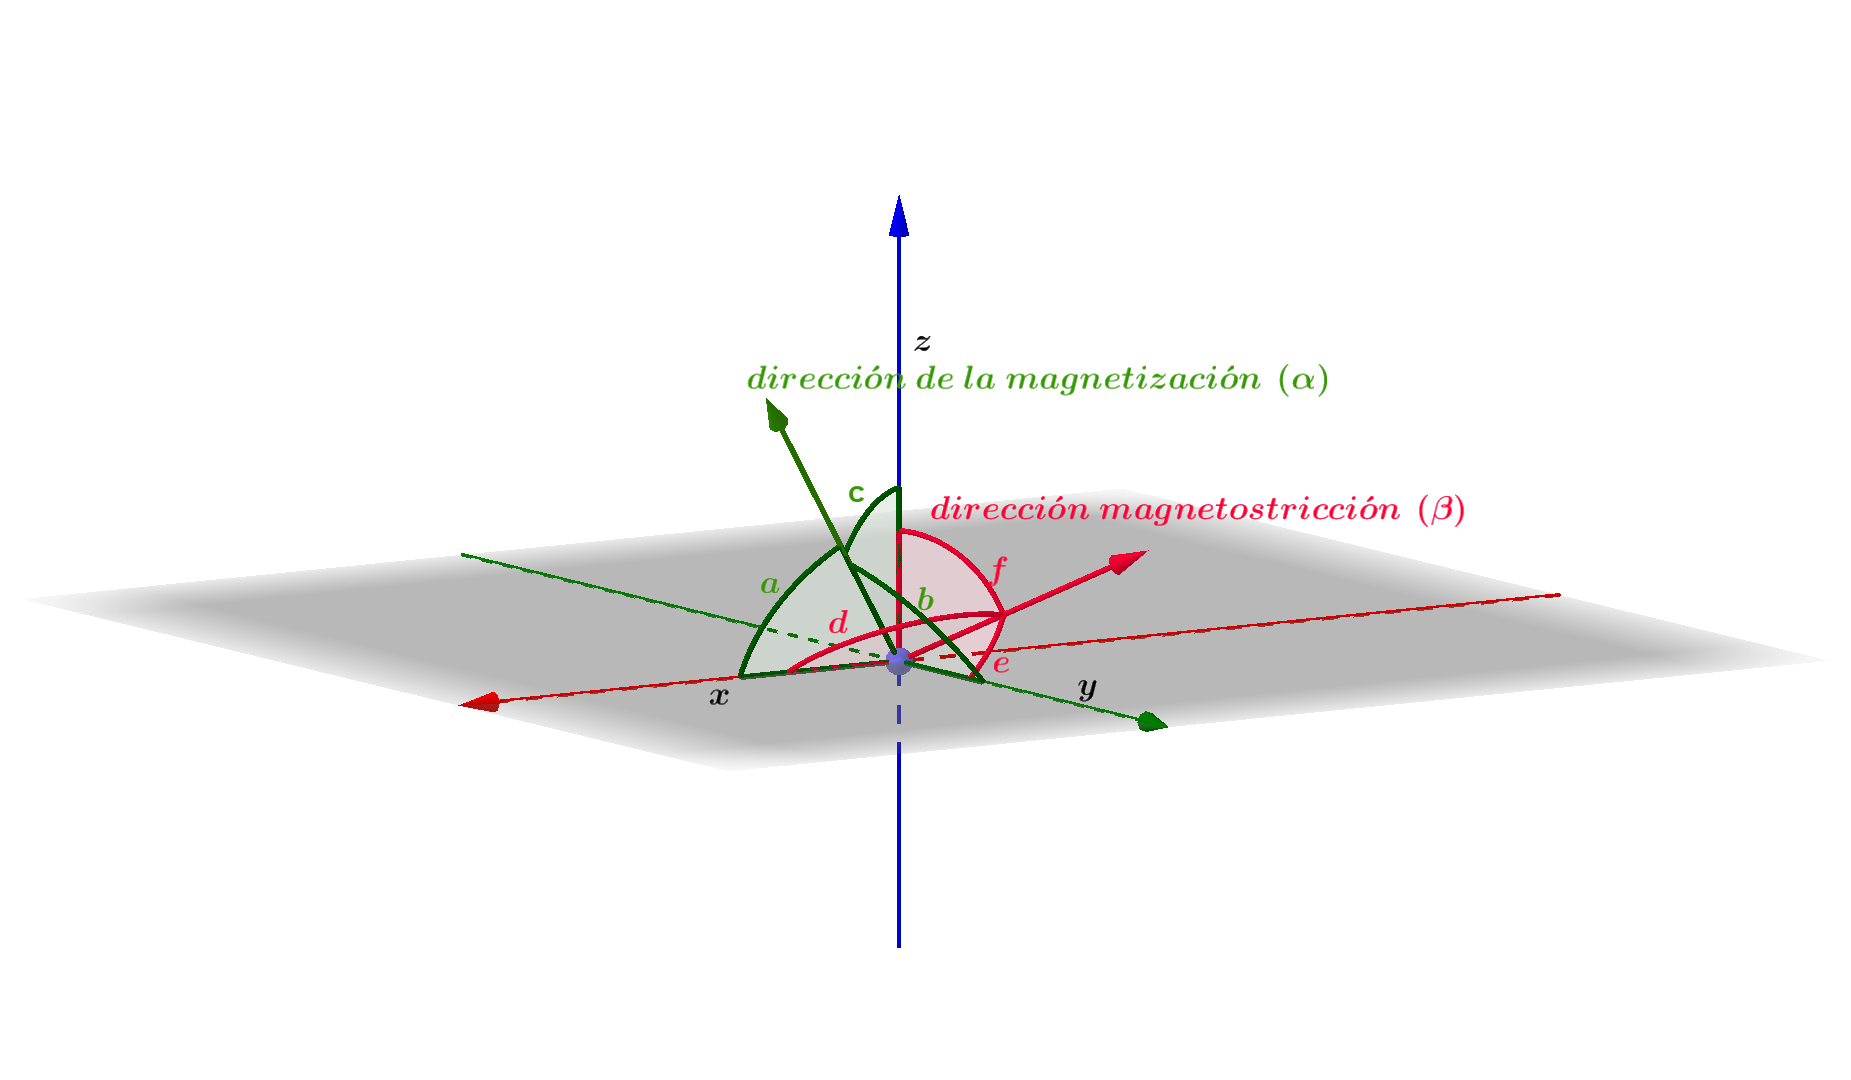 z
dirección de la magnetización (α)
c
dirección magnetostricción (β)
f
a
b
d
e
x
y